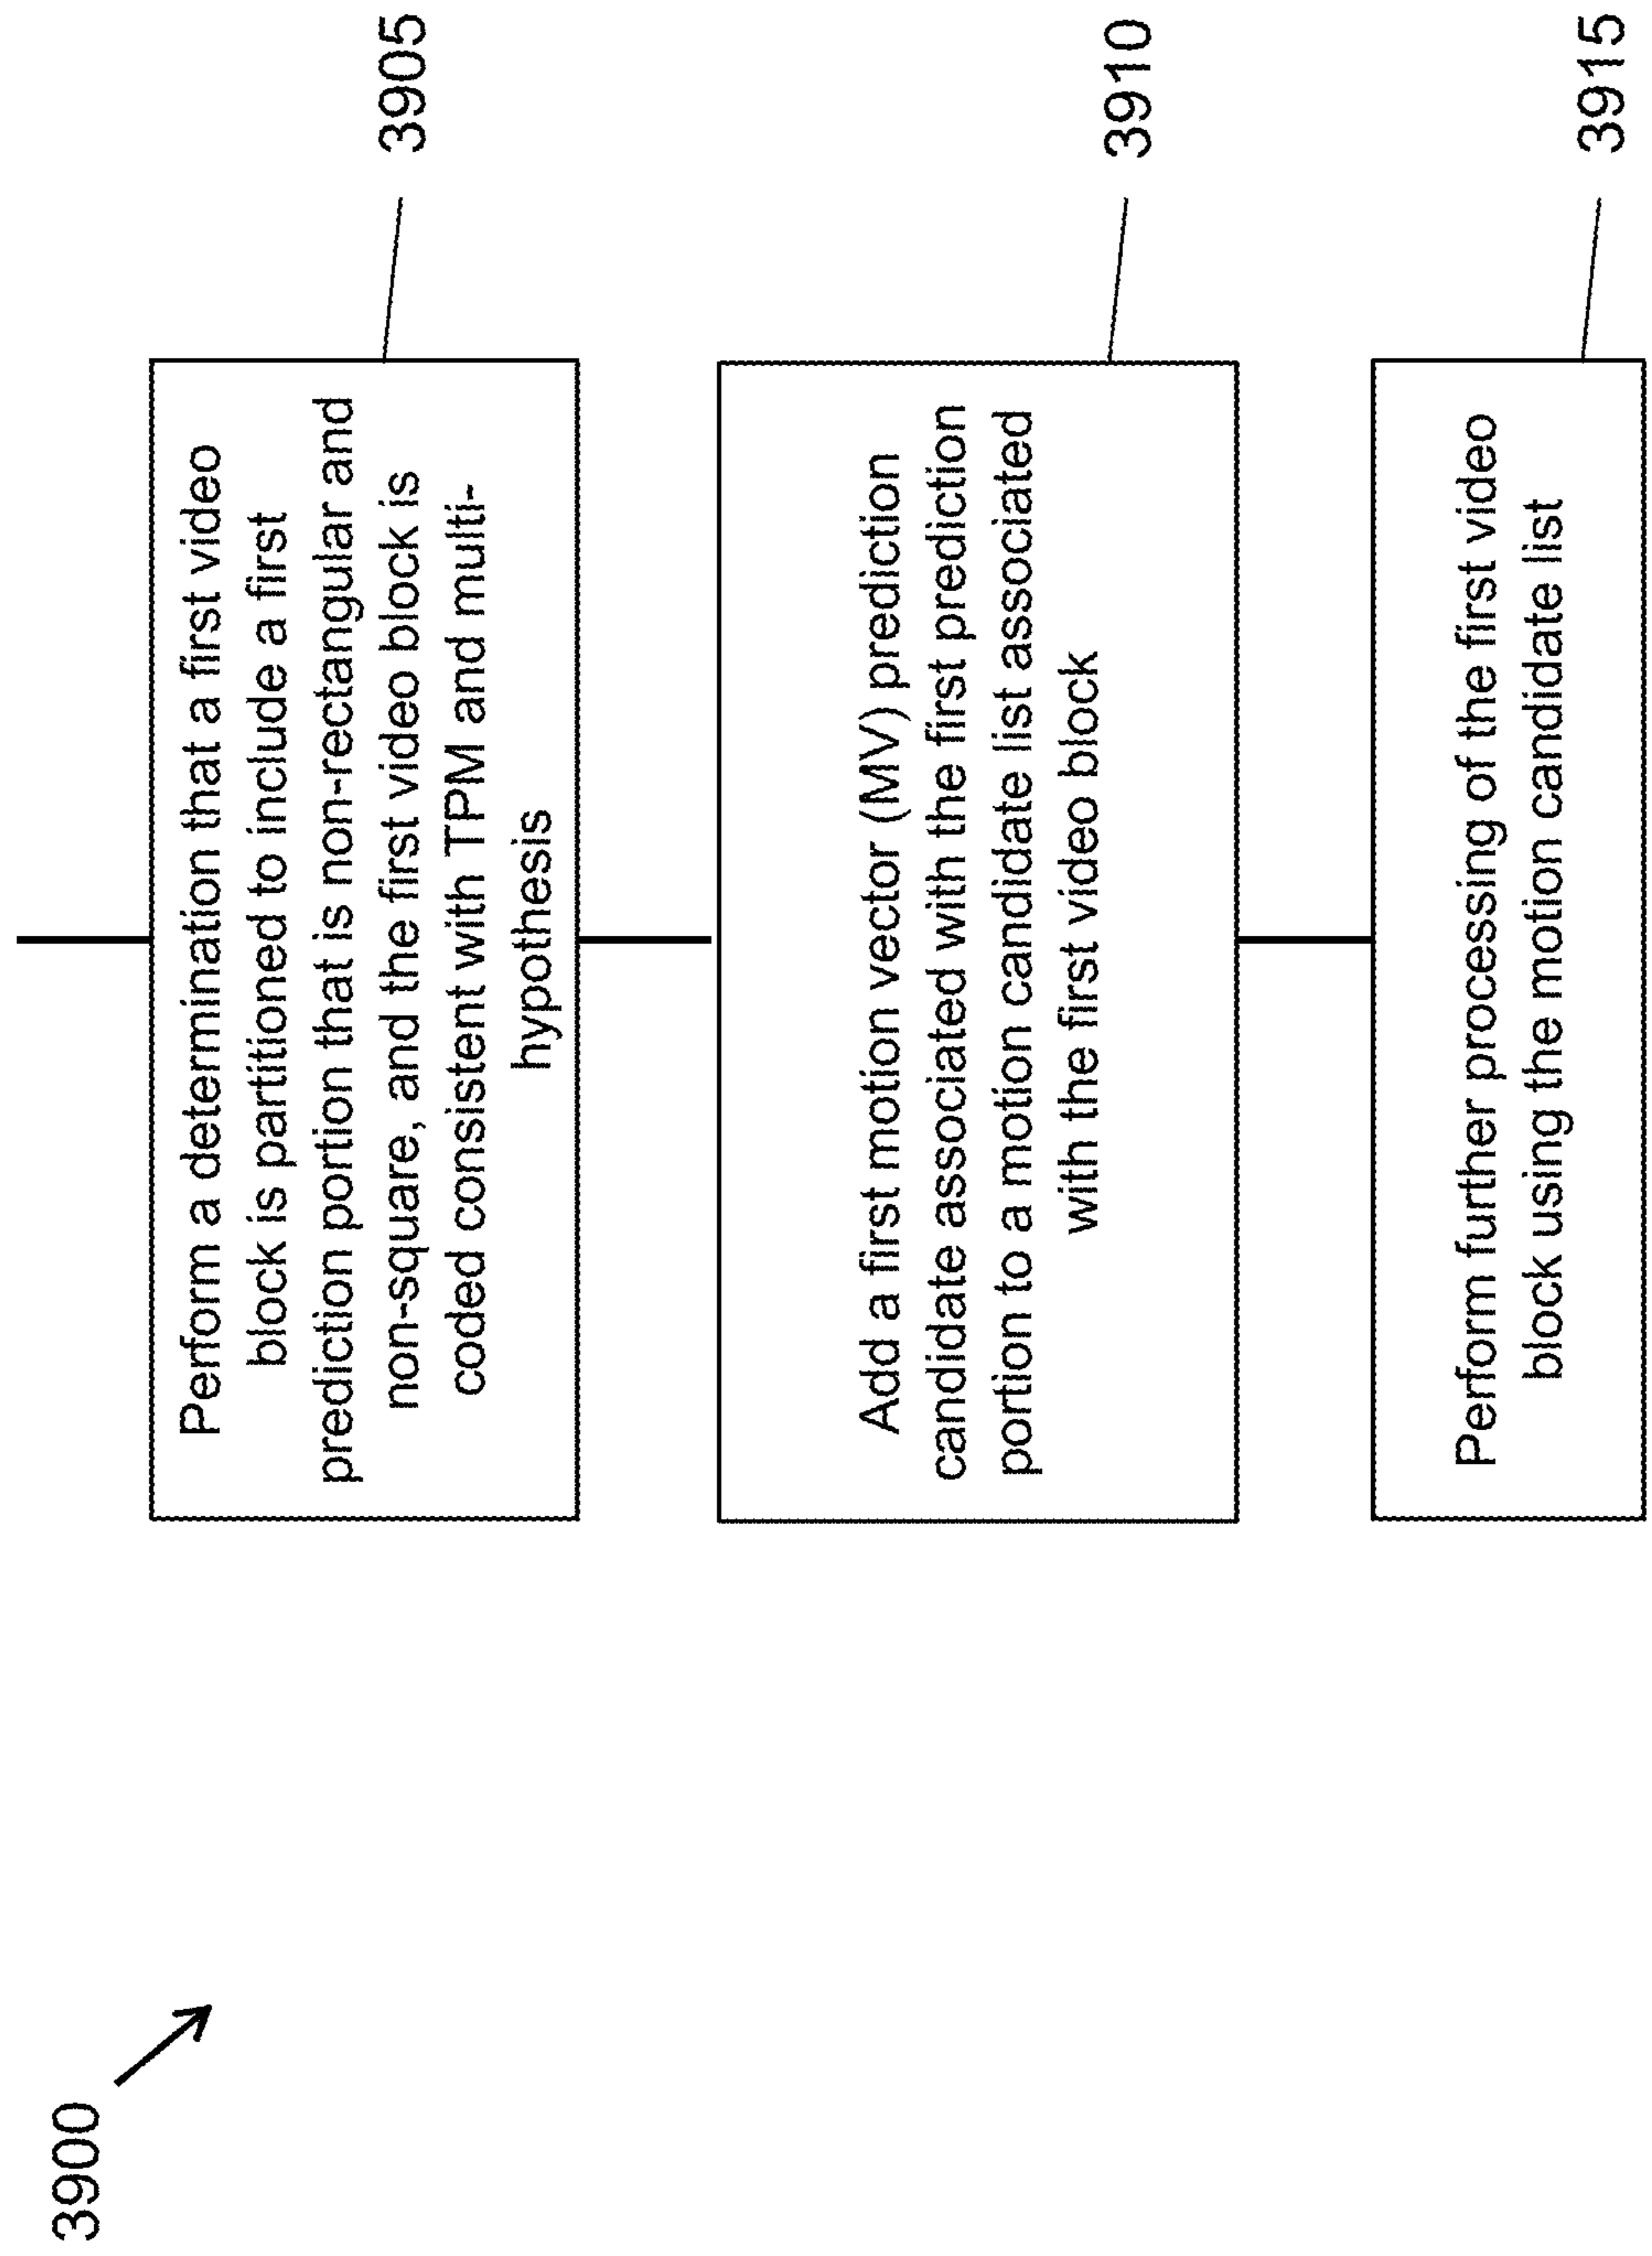 3900
Perform a determination that a first video
block is partitioned to include a first
prediction portion that is non-rectangular and
non-square, and the first video block is
coded consistent with TPM and multi-
hypothesis
3905
Add a first motion vector (MV) prediction
candidate associated with the first prediction
portion to a motion candidate list associated
with the first video block
3910
Perform further processing of the first video
block using the motion candidate list
3915